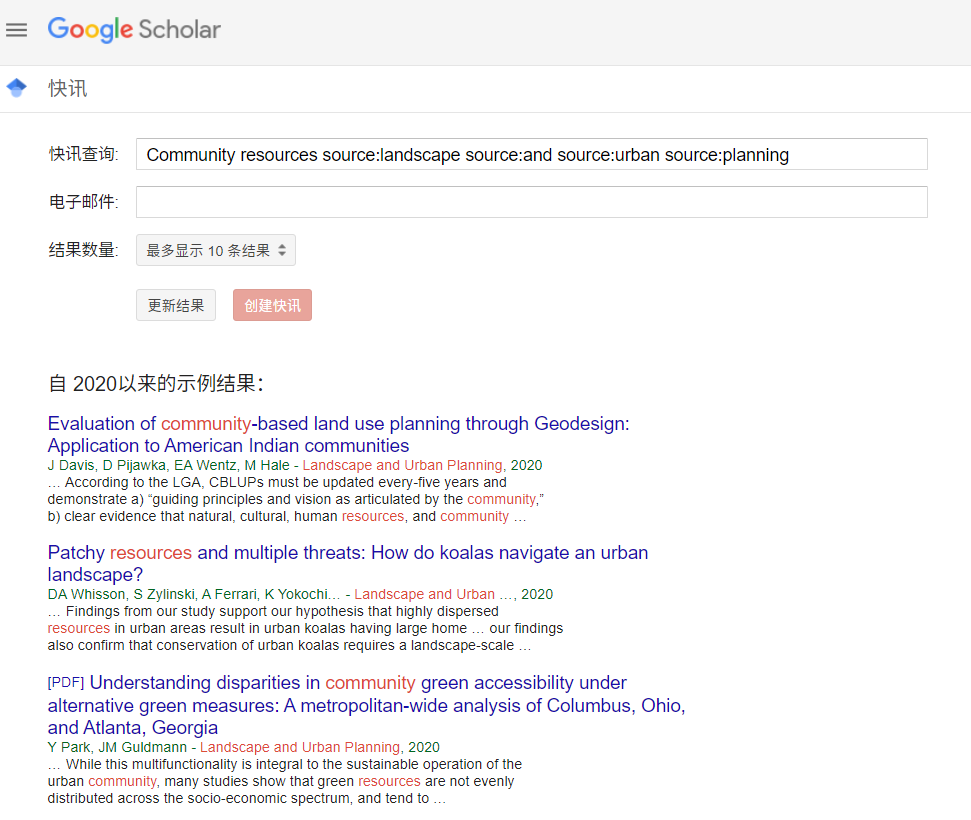 Google Scholar
快讯
快讯查询: Community resources source:landscape source:and source:urban source:planning
电子邮件:
结果数量: 最多显示 10 条结果
更新结果 创建快讯
自 2020以来的示例结果：
Evaluation of community-based land use planning through Geodesign:
Application to American Indian communities
J Davis, D Pijawka, EA Wentz, M Hale - Landscape and Urban Planning, 2020
… According to the LGA, CBLUPs must be updated every-five years and
demonstrate a) “guiding principles and vision as articulated by the community,”
b) clear evidence that natural, cultural, human resources, and community …
Patchy resources and multiple threats: How do koalas navigate an urban
landscape?
DA Whisson, S Zylinski, A Ferrari, K Yokochi… - Landscape and Urban …, 2020
… Findings from our study support our hypothesis that highly dispersed
resources in urban areas result in urban koalas having large home … our findings
also confirm that conservation of urban koalas requires a landscape-scale …
[PDF] Understanding disparities in community green accessibility under
alternative green measures: A metropolitan-wide analysis of Columbus, Ohio,
and Atlanta, Georgia
Y Park, JM Guldmann - Landscape and Urban Planning, 2020
… While this multifunctionality is integral to the sustainable operation of the
urban community, many studies show that green resources are not evenly
distributed across the socio-economic spectrum, and tend to …